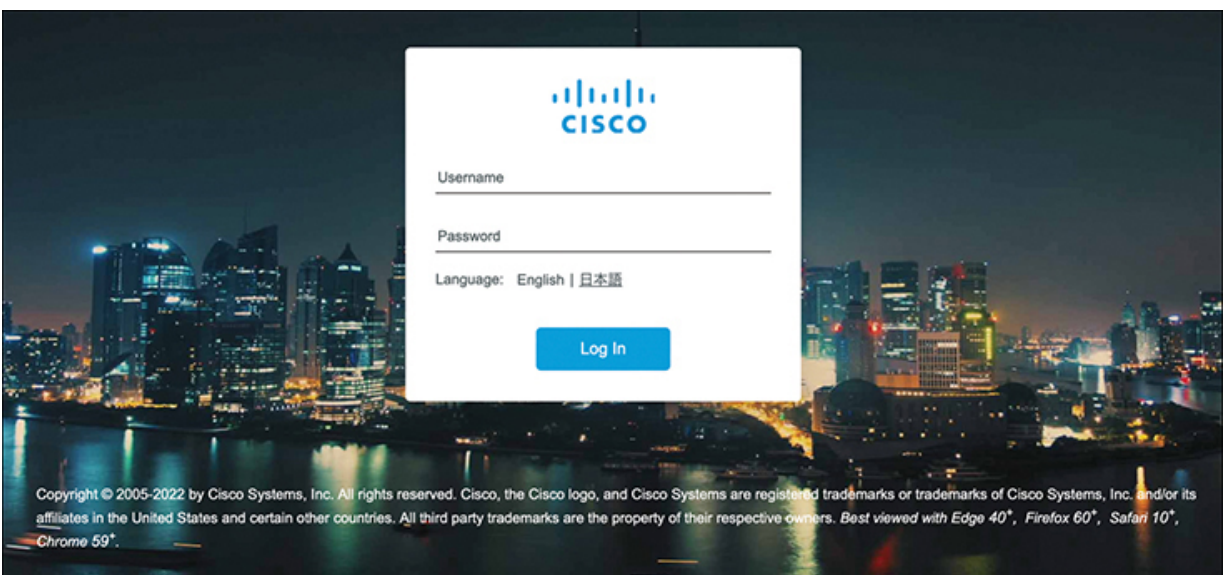 CISCO
Username
Password
Language: English | 日本語
Log In
Copyright © 2005-2022 by Cisco Systems, Inc. All rights reserved. Cisco, the Cisco logo, and Cisco Systems are registered trademarks or trademarks of Cisco Systems, Inc. and/or its
affiliates in the United States and certain other countries. All third party trademarks are the property of their respective owners. Best viewed with Edge 40+, Firefox 60+, Safari 10+,
Chrome 59+.